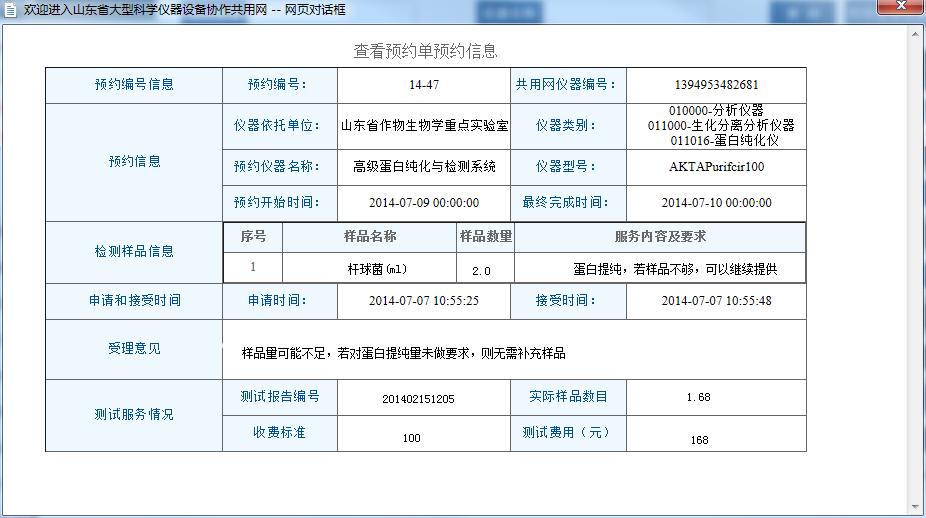 欢迎进入山东省大型科学仪器设备协作共用网 -- 网页对话框
查看预约单预约信息
预约编号信息 预约编号： 14-47 共用网仪器编号： 1394953482681
预约信息 仪器依托单位： 山东省作物生物学重点实验室 仪器类别： 010000-分析仪器
011000-生化分离分析仪器
011016-蛋白纯化仪
预约仪器名称： 高级蛋白纯化与检测系统 仪器型号： AKTAPurifcir100
预约开始时间： 2014-07-09 00:00:00 最终完成时间： 2014-07-10 00:00:00
检测样品信息 序号 样品名称 样品数量 服务内容及要求
1 杆球菌(ml) 2.0 蛋白提纯，若样品不够，可以继续提供
申请和接受时间 申请时间： 2014-07-07 10:55:25 接受时间： 2014-07-07 10:55:48
受理意见 样品量可能不足，若对蛋白提纯量未做要求，则无需补充样品
测试服务情况 测试报告编号 201402151205 实际样品数目 1.68
收费标准 100 测试费用（元） 168